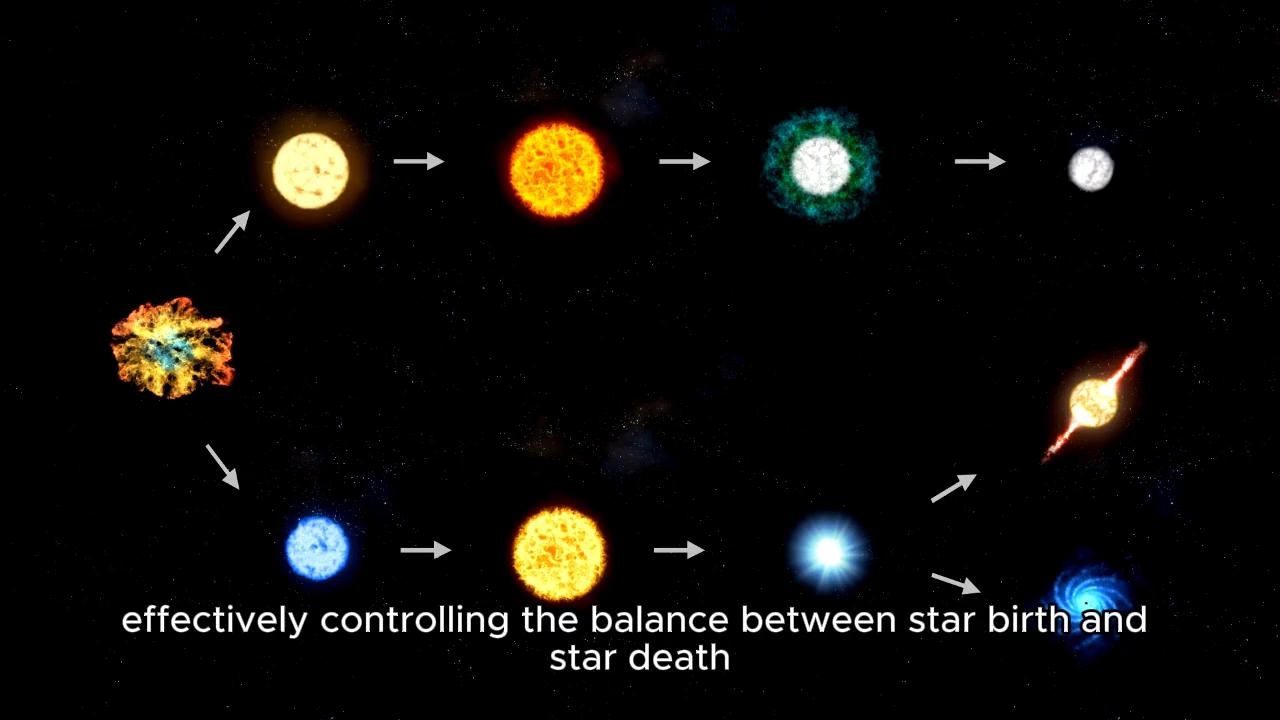 effectively controlling the balance between star birth and
star death